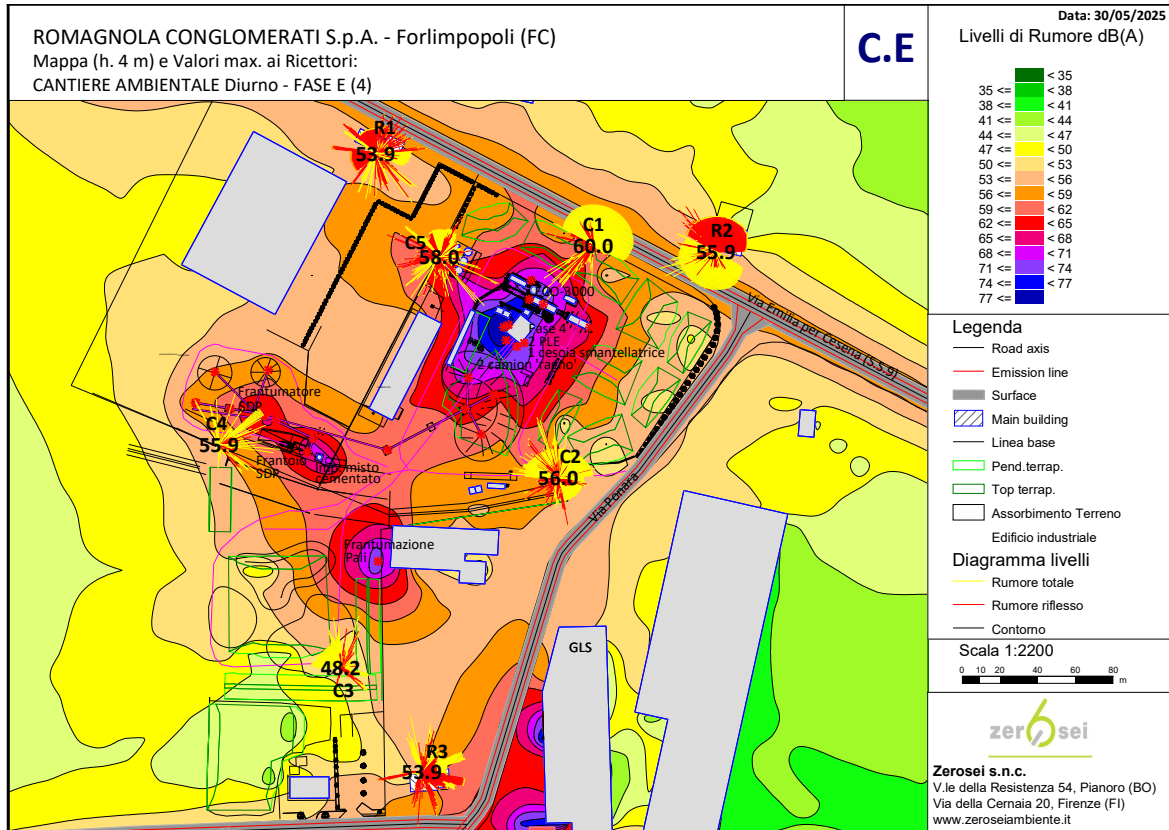 ROMAGNOLA CONGLOMERATI S.p.A. - Forlimpopoli (FC)
Mappa (h. 4 m) e Valori max. ai Ricettori:
CANTIERE AMBIENTALE Diurno - FASE E (4)
C.E
Data: 30/05/2025
Livelli di Rumore dB(A)
< 35
35 <= < 38
38 <= < 41
41 <= < 44
44 <= < 47
47 <= < 50
50 <= < 53
53 <= < 56
56 <= < 59
59 <= < 62
62 <= < 65
65 <= < 68
68 <= < 71
71 <= < 74
74 <= < 77
77 <=
Legenda
Road axis
Emission line
Surface
Main building
Linea base
Pend.terrap.
Top terrap.
Assorbimento Terreno
Edificio industriale
Diagramma livelli
Rumore totale
Rumore riflesso
Contorno
Scala 1:2200
0 10 20 40 60 80
m
zer6sei
Zerosei s.n.c.
V.le della Resistenza 54, Pianoro (BO)
Via della Cernaia 20, Firenze (FI)
www.zeroseiambiente.it
R1
53.9
C1
60.0
R2
55.9
C5
58.0
Fase 4
2 PLE
1 cesoia smantellatrice
2 camion 'ragno'
Via Emilia per Cesena (S.S.9)
Frantumatore
SDP
C4
55.9
Frantoio
SDP
Imp. misto
cementato
C2
56.0
Via Ponara
Frantumazione
Pali
48.2
C3
GLS
R3
53.9